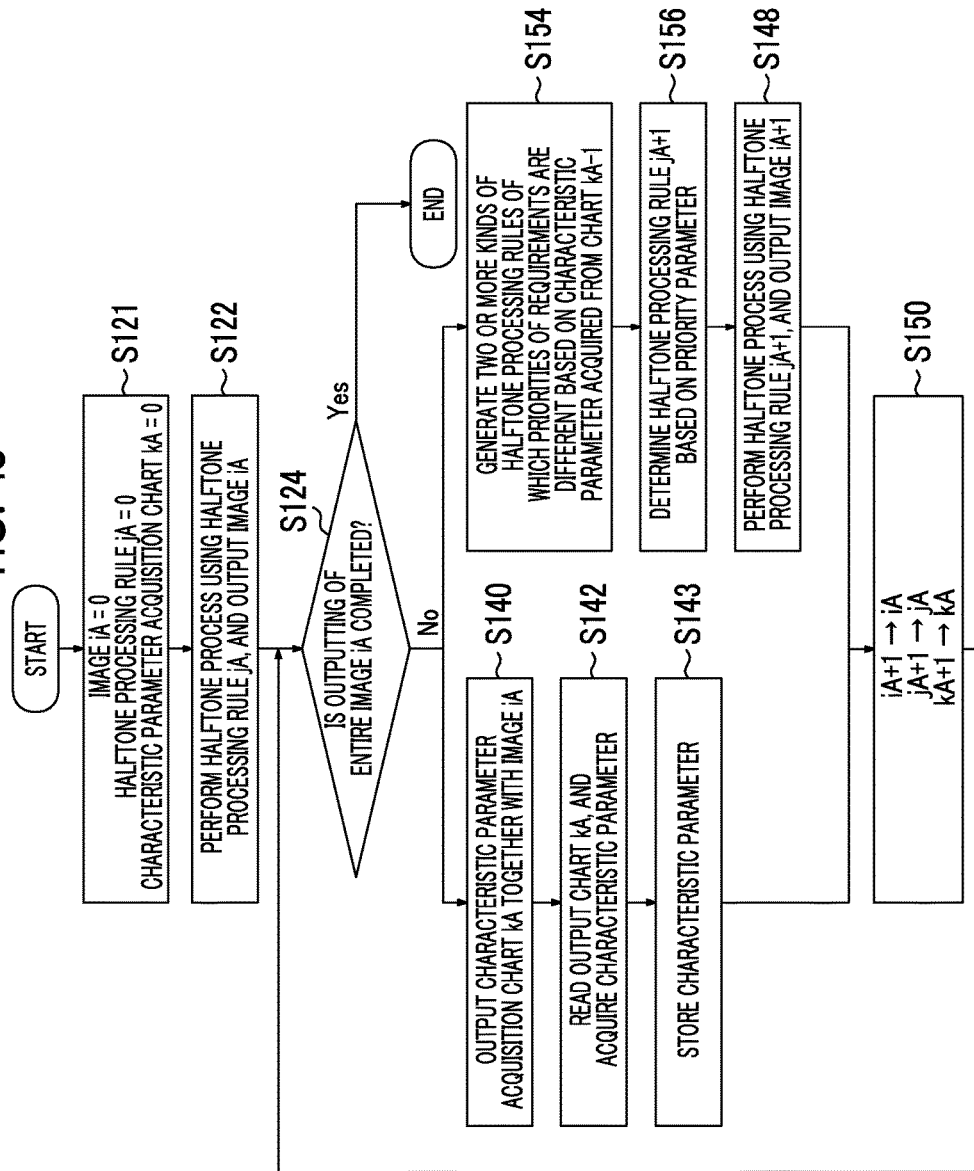 START
IMAGE iA = 0
HALFTONE PROCESSING RULE jA = 0
CHARACTERISTIC PARAMETER ACQUISITION CHART kA = 0
S121
PERFORM HALFTONE PROCESS USING HALFTONE
PROCESSING RULE jA, AND OUTPUT IMAGE iA
S122
IS OUTPUTTING OF
ENTIRE IMAGE iA COMPLETED?
S124
Yes
END
No
OUTPUT CHARACTERISTIC PARAMETER
ACQUISITION CHART kA TOGETHER WITH IMAGE iA
S140
READ OUTPUT CHART kA, AND
ACQUIRE CHARACTERISTIC PARAMETER
S142
STORE CHARACTERISTIC PARAMETER
S143
GENERATE TWO OR MORE KINDS OF
HALFTONE PROCESSING RULES OF
WHICH PRIORITIES OF REQUIREMENTS ARE
DIFFERENT BASED ON CHARACTERISTIC
PARAMETER ACQUIRED FROM CHART kA-1
S154
DETERMINE HALFTONE PROCESSING RULE jA+1
BASED ON PRIORITY PARAMETER
S156
PERFORM HALFTONE PROCESS USING HALFTONE
PROCESSING RULE jA+1, AND OUTPUT IMAGE iA+1
S148
iA+1 → iA
jA+1 → jA
kA+1 → kA
S150